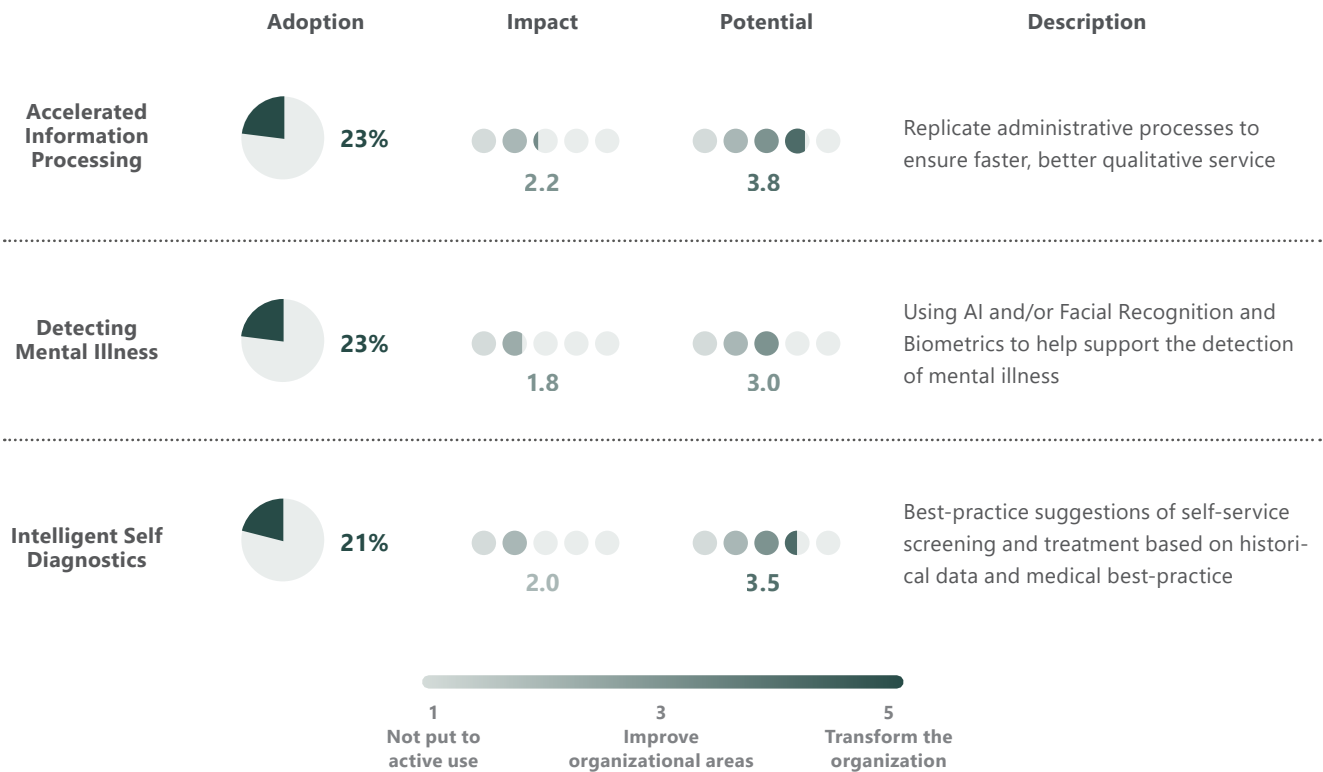 Adoption
Impact
Potential
Description
Accelerated
Information
Processing
23%
2.2
3.8
Replicate administrative processes to
ensure faster, better qualitative service
Detecting
Mental Illness
23%
1.8
3.0
Using AI and/or Facial Recognition and
Biometrics to help support the detection
of mental illness
Intelligent Self
Diagnostics
21%
2.0
3.5
Best-practice suggestions of self-service
screening and treatment based on histori-
cal data and medical best-practice
1
Not put to
active use
3
Improve
organizational areas
5
Transform the
organization